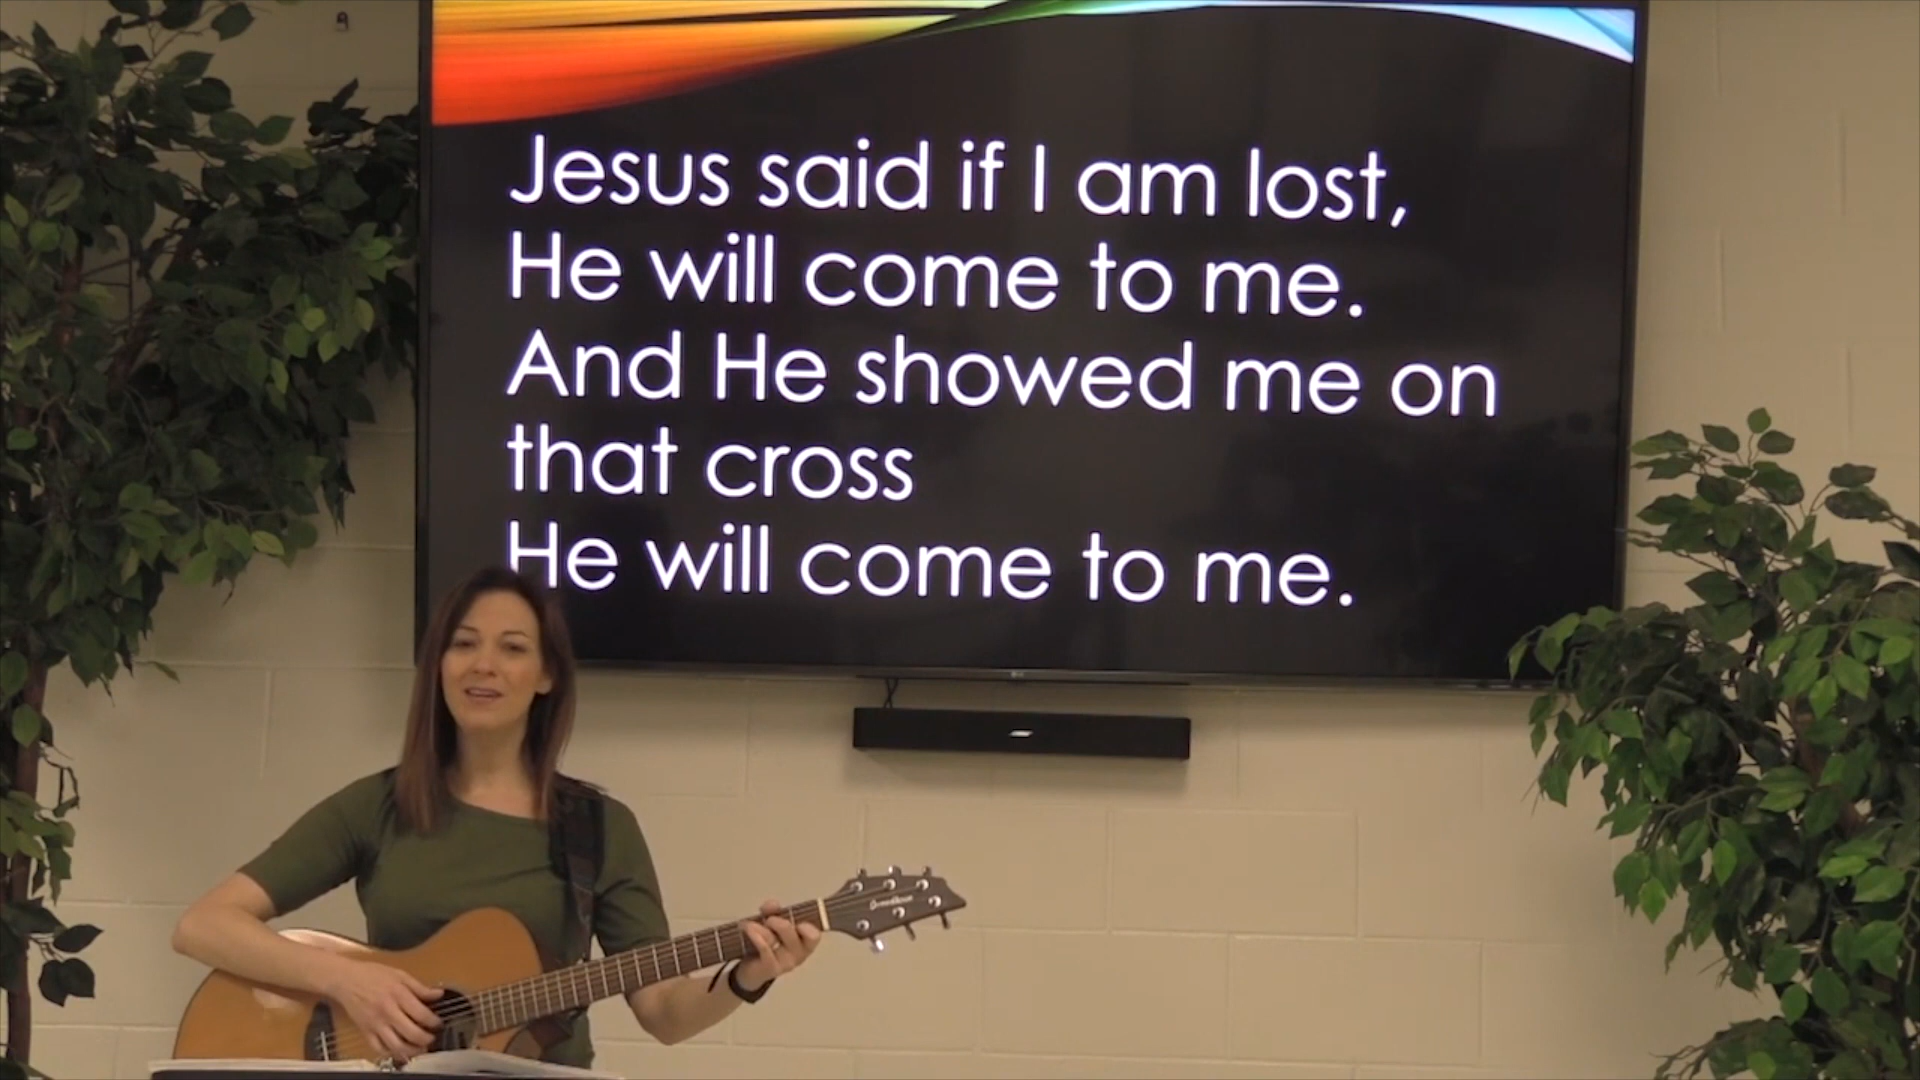 Jesus said if I am lost,
He will come to me.
And He showed me on
that cross
He will come to me.